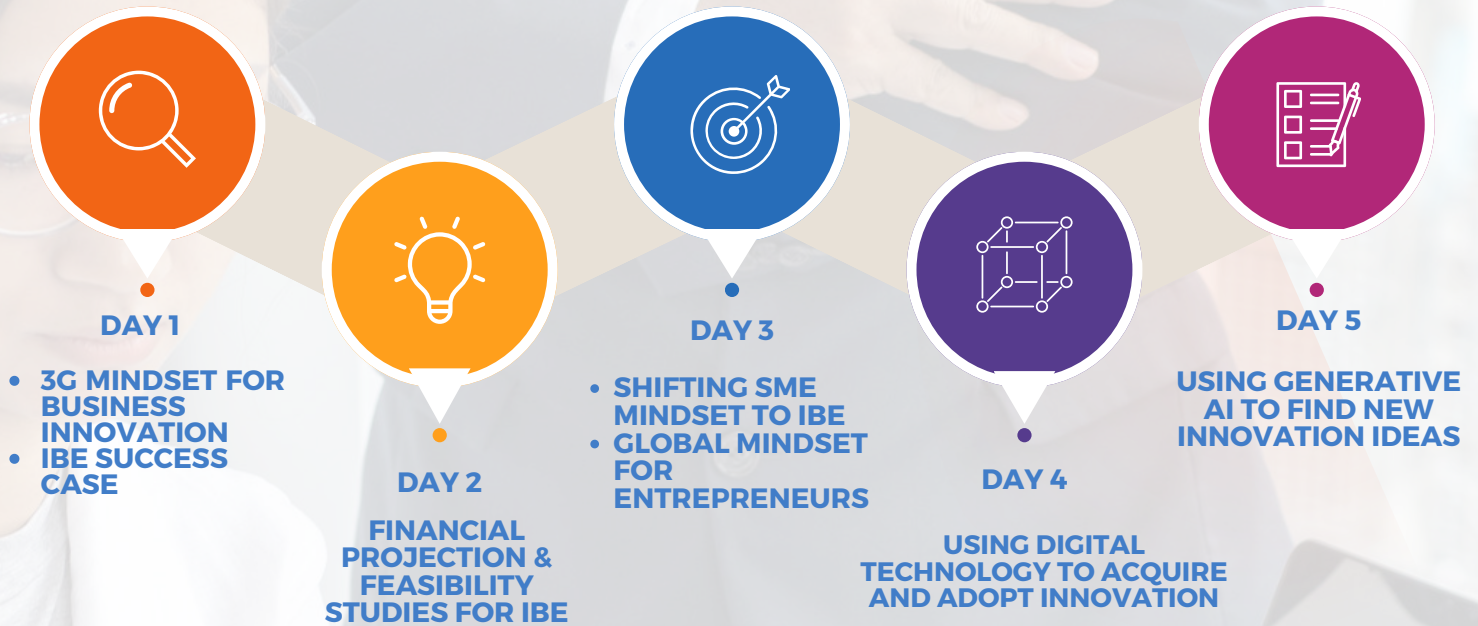 DAY 1
• 3G MINDSET FOR
BUSINESS
INNOVATION
• IBE SUCCESS
CASE
DAY 2
FINANCIAL
PROJECTION &
FEASIBILITY
STUDIES FOR IBE
DAY 3
• SHIFTING SME
MINDSET TO IBE
• GLOBAL MINDSET
FOR
ENTREPRENEURS
DAY 4
USING DIGITAL
TECHNOLOGY TO ACQUIRE
AND ADOPT INNOVATION
DAY 5
USING GENERATIVE
AI TO FIND NEW
INNOVATION IDEAS